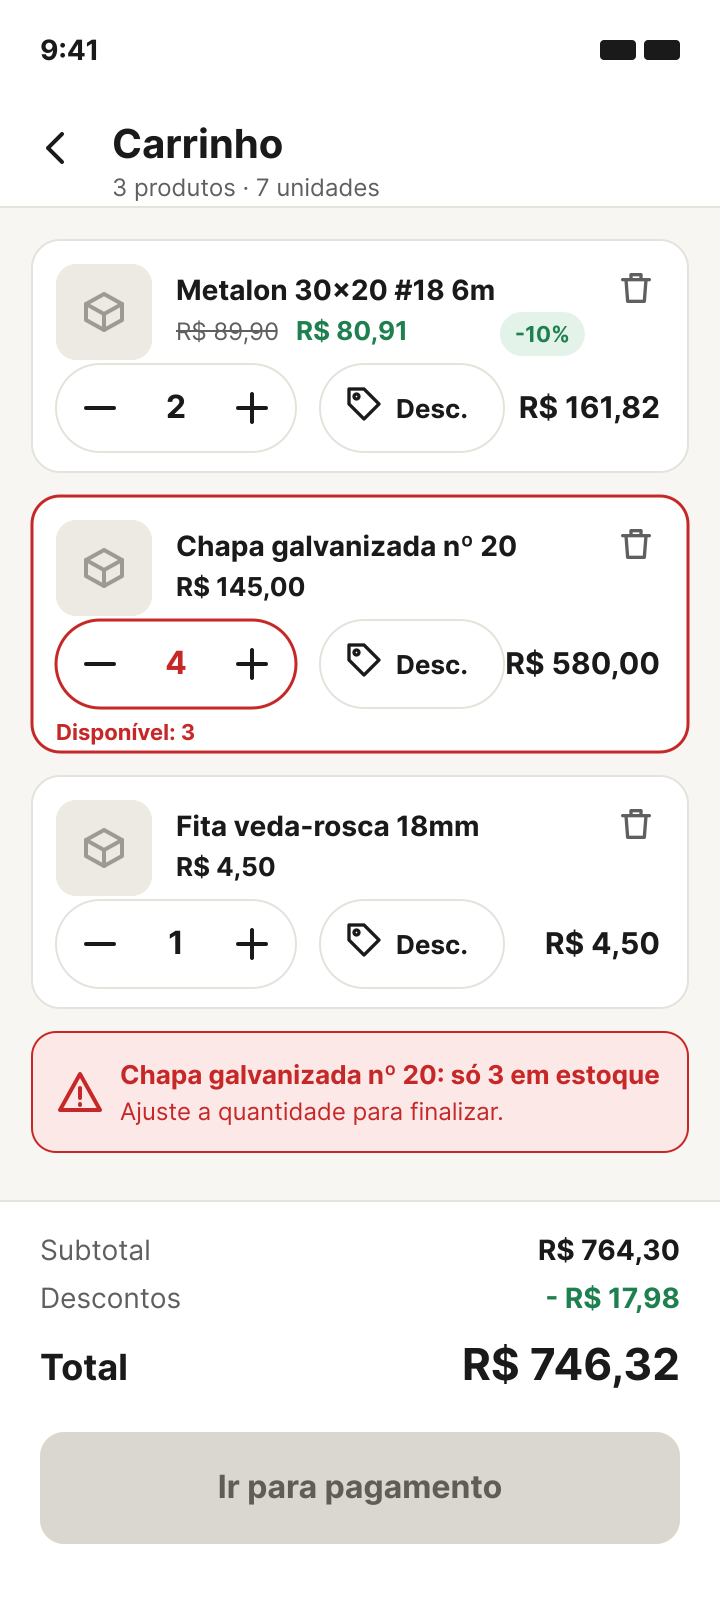 9:41
Carrinho
3 produtos · 7 unidades
Metalon 30×20 #18 6m
R$ 89,90 R$ 80,91 -10%
2 Desc. R$ 161,82
Chapa galvanizada nº 20
R$ 145,00
4 Desc. R$ 580,00
Disponível: 3
Fita veda-rosca 18mm
R$ 4,50
1 Desc. R$ 4,50
Chapa galvanizada nº 20: só 3 em estoque
Ajuste a quantidade para finalizar.
Subtotal R$ 764,30
Descontos - R$ 17,98
Total R$ 746,32
Ir para pagamento